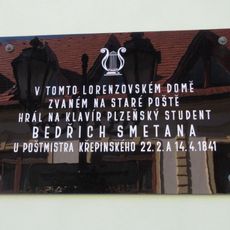 V TOMTO LORENZOVSKÉM DOMĚ
ZVANÉM NA STARÉ POŠTĚ
HRÁL NA KLAVÍR PLZEŇSKÝ STUDENT
BEDŘICH SMETANA
U POŠTMISTRA KŘEPINSKÉHO 22.2. A 14.4.1841